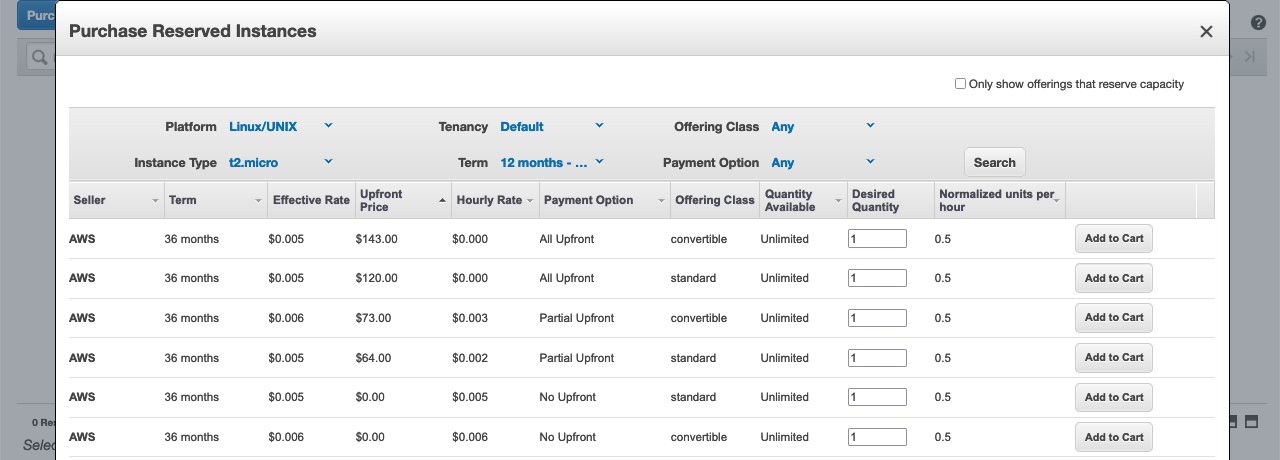 Purc
Purchase Reserved Instances
Only show offerings that reserve capacity
Platform Linux/UNIX Tenancy Default Offering Class Any
Instance Type t2.micro Term 12 months - ... Payment Option Any Search
Seller Term Effective Rate Upfront Price Hourly Rate Payment Option Offering Class Quantity Available Desired Quantity Normalized units per hour
AWS 36 months $0.005 $143.00 $0.000 All Upfront convertible Unlimited 1 0.5 Add to Cart
AWS 36 months $0.005 $120.00 $0.000 All Upfront standard Unlimited 1 0.5 Add to Cart
AWS 36 months $0.006 $73.00 $0.003 Partial Upfront convertible Unlimited 1 0.5 Add to Cart
AWS 36 months $0.005 $64.00 $0.002 Partial Upfront standard Unlimited 1 0.5 Add to Cart
AWS 36 months $0.005 $0.00 $0.005 No Upfront standard Unlimited 1 0.5 Add to Cart
0 Res
AWS 36 months $0.006 $0.00 $0.006 No Upfront convertible Unlimited 1 0.5 Add to Cart
Selec